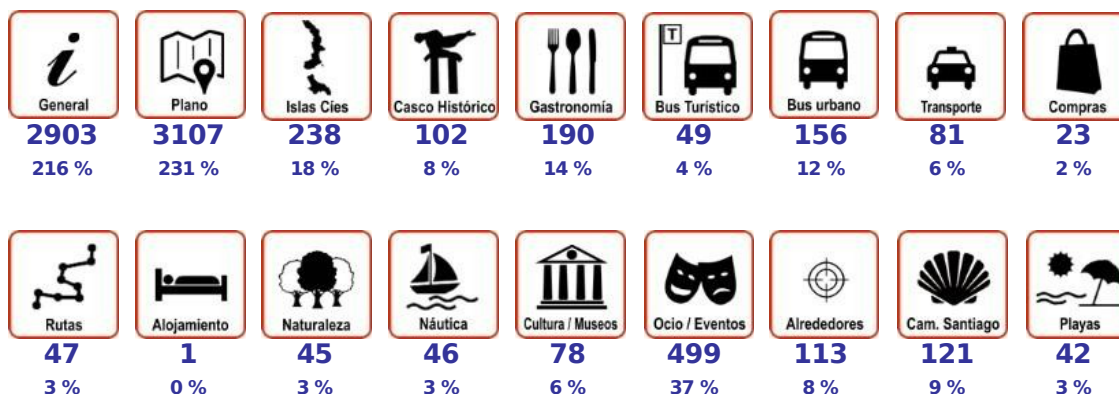 General Plano Islas Cíes Casco Histórico Gastronomía T Bus Turístico Bus urbano Transporte Compras
2903 3107 238 102 190 49 156 81 23
216 % 231 % 18 % 8 % 14 % 4 % 12 % 6 % 2 %
Rutas Alojamiento Naturaleza Náutica Cultura / Museos Ocio / Eventos Alrededores Cam. Santiago Playas
47 1 45 46 78 499 113 121 42
3 % 0 % 3 % 3 % 6 % 37 % 8 % 9 % 3 %